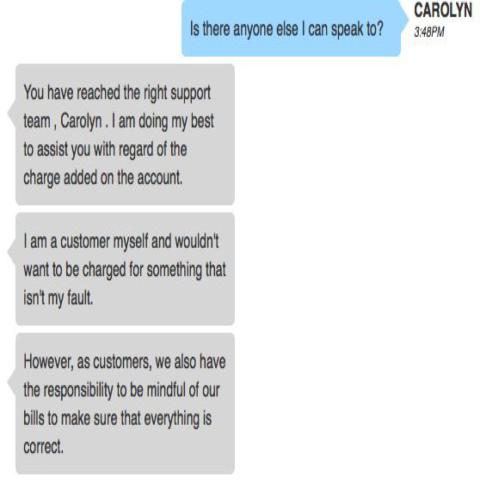 CAROLYN
Is there anyone else I can speak to?
3:48PM
You have reached the right support
team , Carolyn . I am doing my best
to assist you with regard of the
charge added on the account.
I am a customer myself and wouldn't
want to be charged for something that
isn't my fault.
However, as customers, we also have
the responsibility to be mindful of our
bills to make sure that everything is
correct.